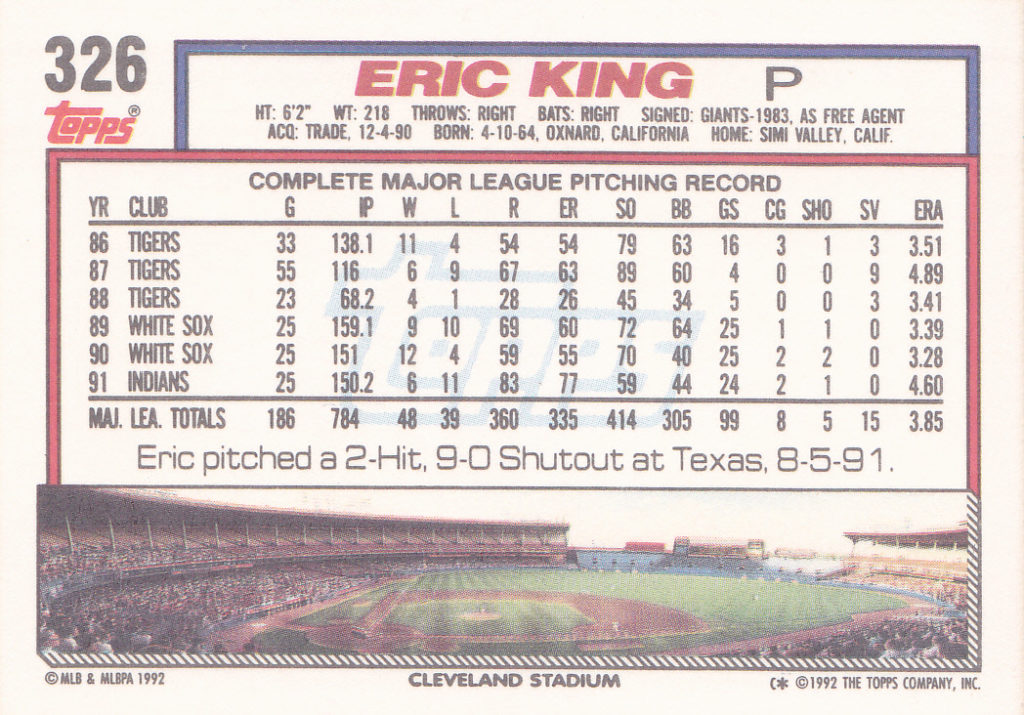 326
Topps®
ERIC KING P
HT: 6'2" WT: 218 THROWS: RIGHT BATS: RIGHT SIGNED: GIANTS-1983, AS FREE AGENT
ACQ: TRADE, 12-4-90 BORN: 4-10-64, OXNARD, CALIFORNIA HOME: SIMI VALLEY, CALIF.
COMPLETE MAJOR LEAGUE PITCHING RECORD
YR CLUB G IP W L R ER SO BB GS CG SHO SV ERA
86 TIGERS 33 138.1 11 4 54 54 79 63 16 3 1 3 3.51
87 TIGERS 55 116 6 9 67 63 89 60 4 0 0 9 4.89
88 TIGERS 23 68.2 4 1 28 26 45 34 5 0 0 3 3.41
89 WHITE SOX 25 159.1 9 10 69 60 72 64 25 1 1 0 3.39
90 WHITE SOX 25 151 12 4 59 55 70 40 25 2 2 0 3.28
91 INDIANS 25 150.2 6 11 83 77 59 44 24 2 1 0 4.60
MAJ. LEA. TOTALS 186 784 48 39 360 335 414 305 99 8 5 15 3.85
Topps
Eric pitched a 2-Hit, 9-0 Shutout at Texas, 8-5-91.
© MLB & MLBPA 1992 CLEVELAND STADIUM C* ©1992 THE TOPPS COMPANY, INC.